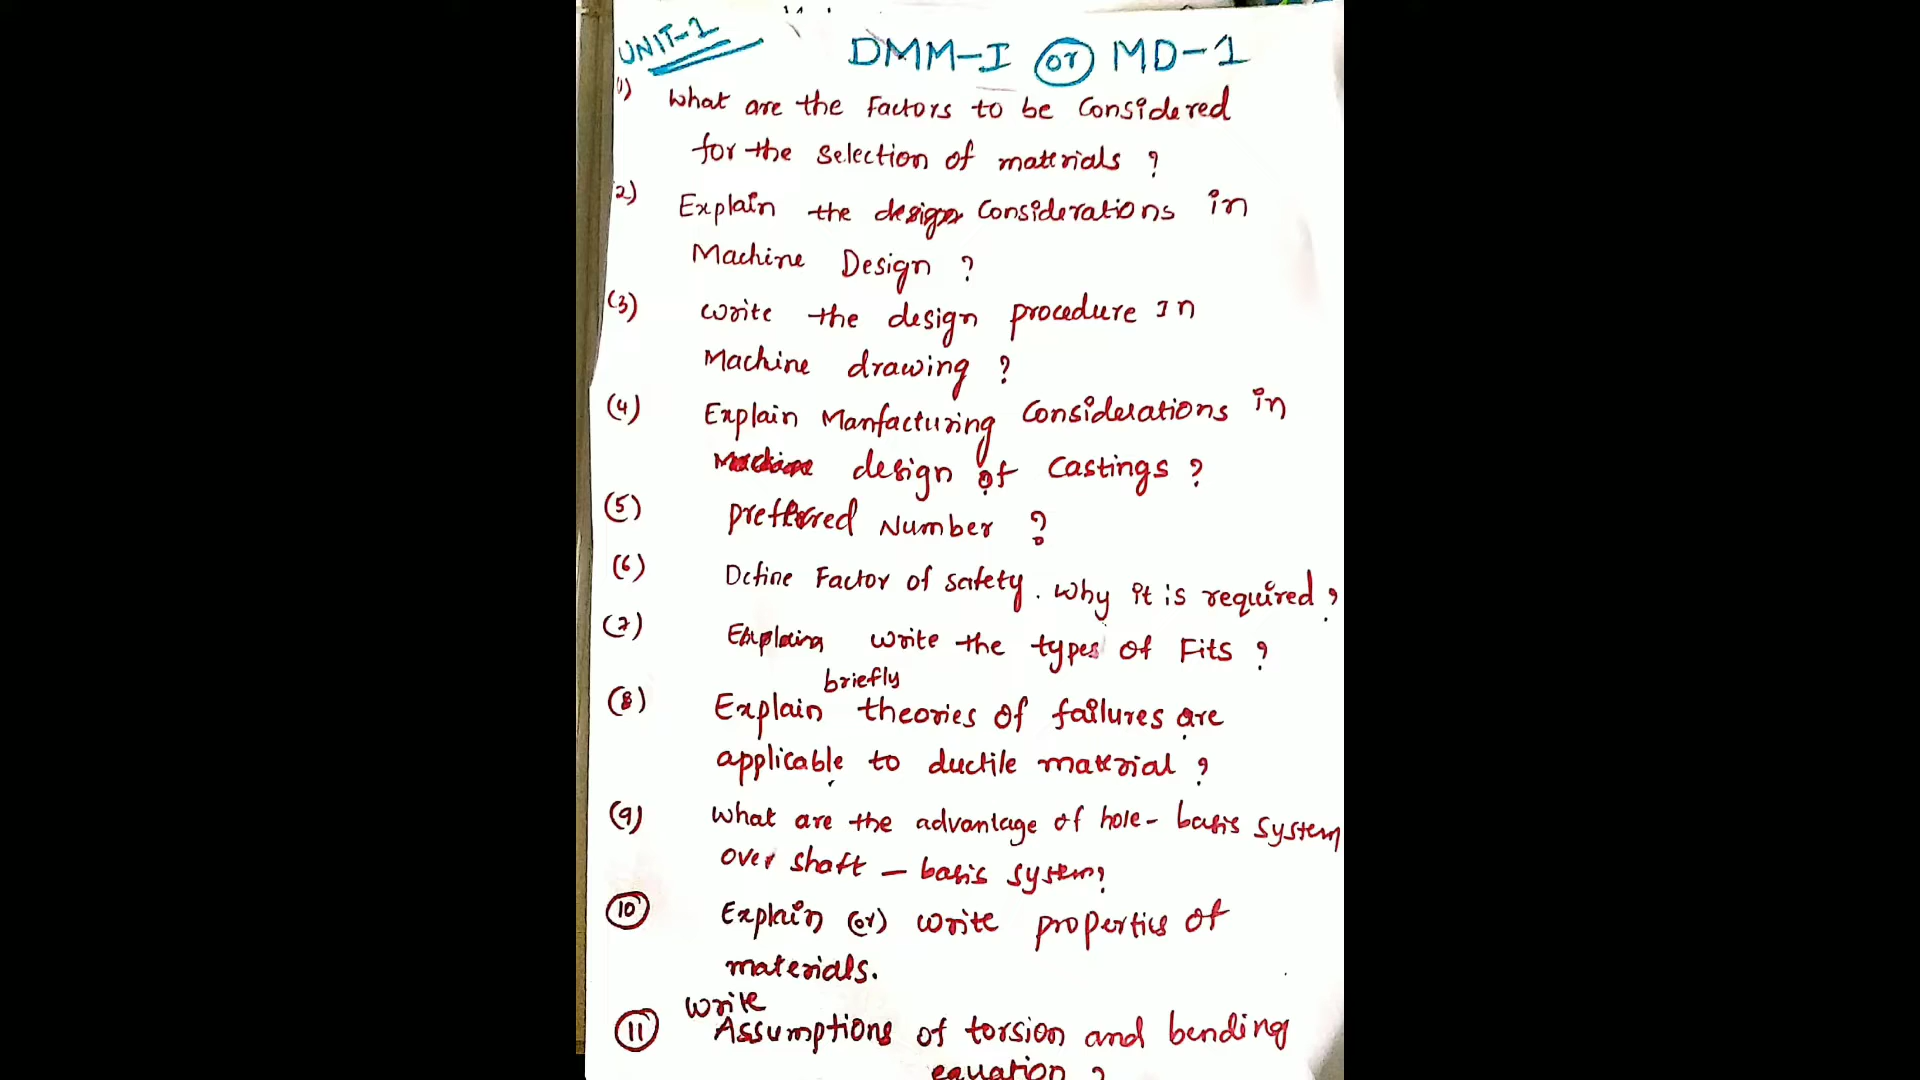 UNIT-1
DMM-I or MD-1
1) What are the Factors to be Considered
for the Selection of materials ?
2) Explain the design Considerations in
Machine Design ?
(3) Write the design procedure In
Machine drawing ?
(4) Explain Manfacturing Considerations in
Machine design of Castings ?
(5) preferred Number ?
(6) Define Factor of safety. Why it is required ?
(7) Explaing write the types of Fits ?
briefly
(8) Explain theories of failures are
applicable to ductile material ?
(9) What are the advantage of hole-basis system
over shaft - basis system?
10 Explain (or) write properties of
materials.
Write
11 Assumptions of torsion and bending
equation ?